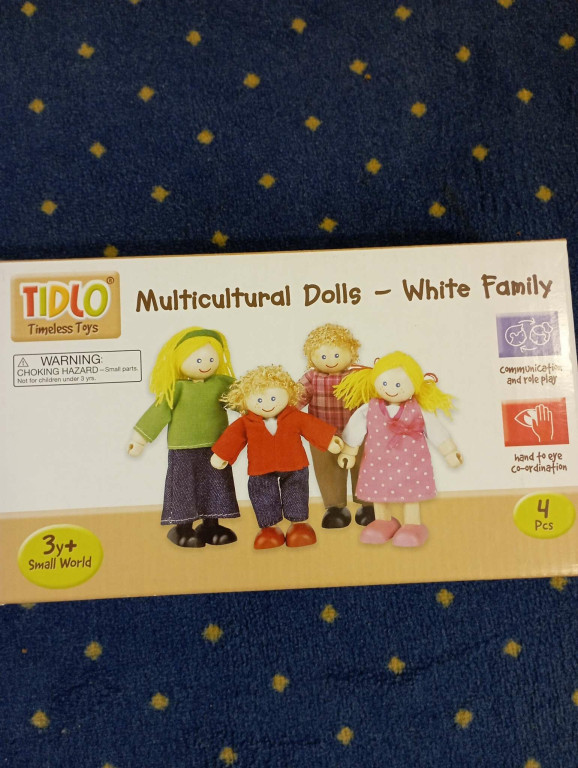 TIDLO®
Timeless Toys
Multicultural Dolls – White Family
WARNING:
CHOKING HAZARD—Small parts.
Not for children under 3 yrs.
communication
and role play
hand to eye
co-ordination
4
Pcs
3y+
Small World